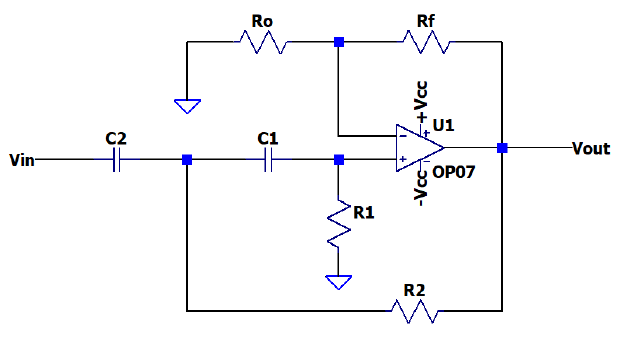 Ro
Rf
+Vcc
U1
C2
C1
Vin
Vout
-Vcc
OP07
R1
R2